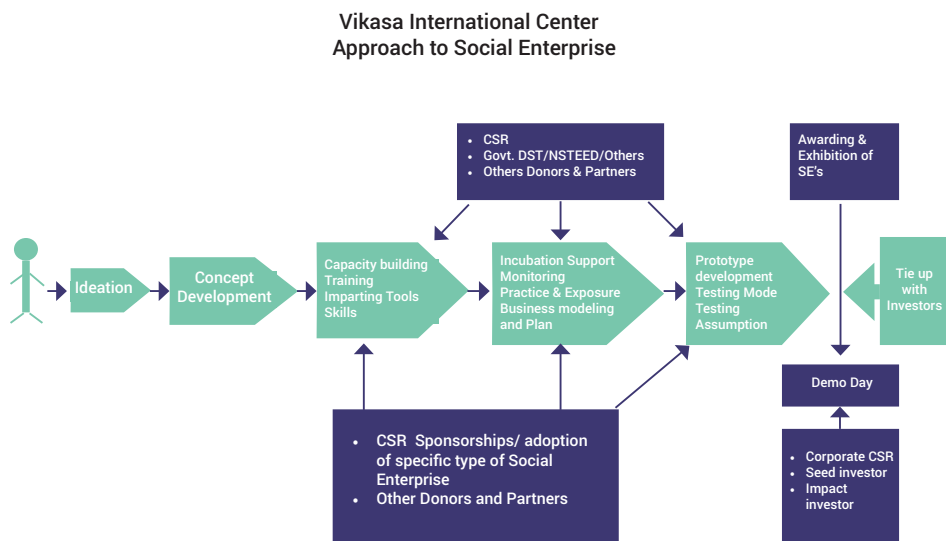 Vikasa International Center
Approach to Social Enterprise
• CSR
• Govt. DST/NSTEED/Others
• Others Donors & Partners
Awarding &
Exhibition of
SE's
Ideation
Concept
Development
Capacity building
Training
Imparting Tools
Skills
Incubation Support
Monitoring
Practice & Exposure
Business modeling
and Plan
Prototype
development
Testing Mode
Testing
Assumption
Tie up
with
Investors
Demo Day
• CSR Sponsorships/ adoption
of specific type of Social
Enterprise
• Other Donors and Partners
• Corporate CSR
• Seed investor
• Impact
investor